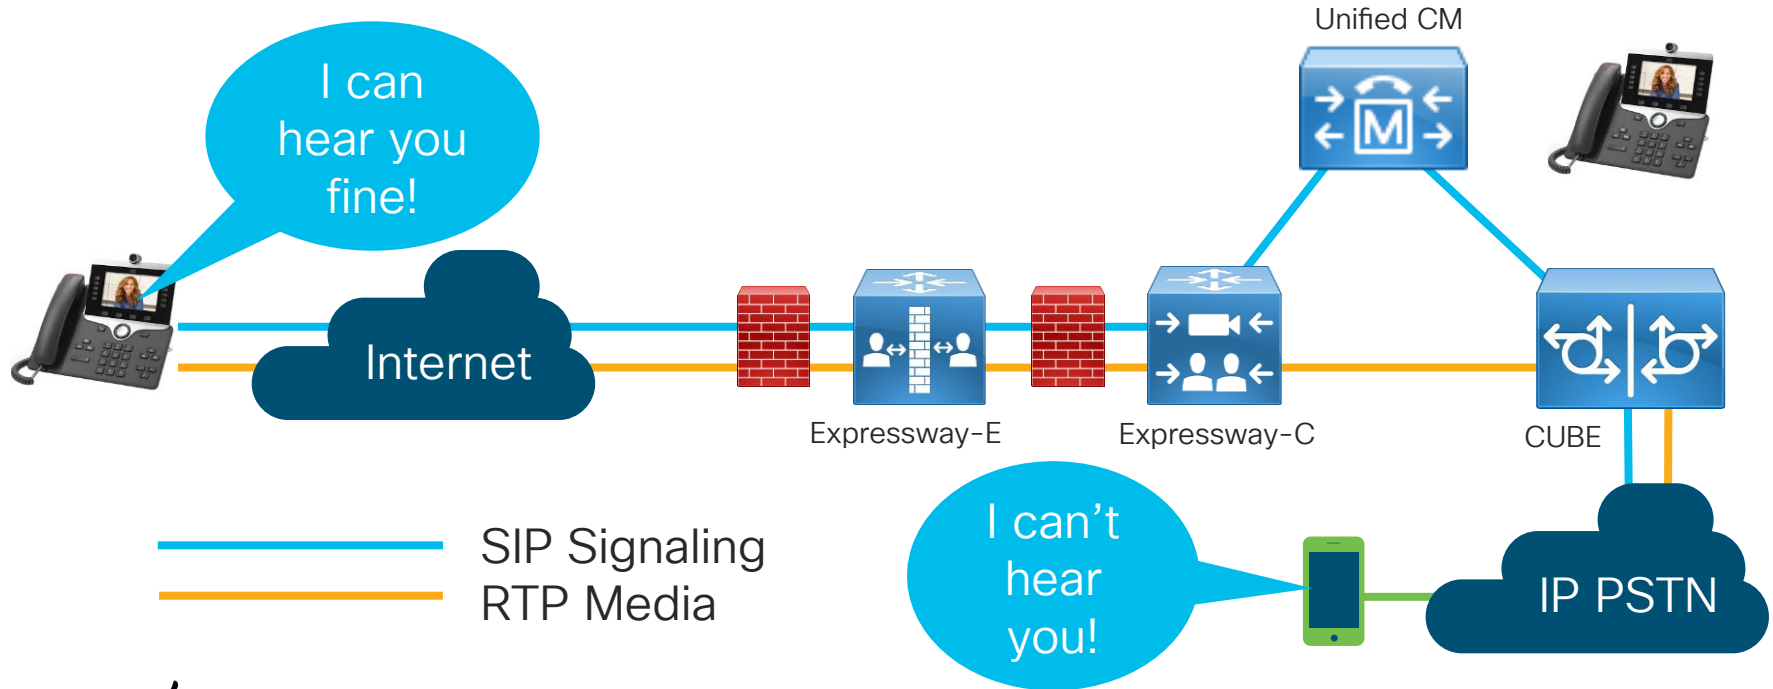 Unified CM
I can
hear you
fine!
Internet
Expressway-E
Expressway-C
CUBE
I can't
hear
you!
SIP Signaling
RTP Media
IP PSTN
M